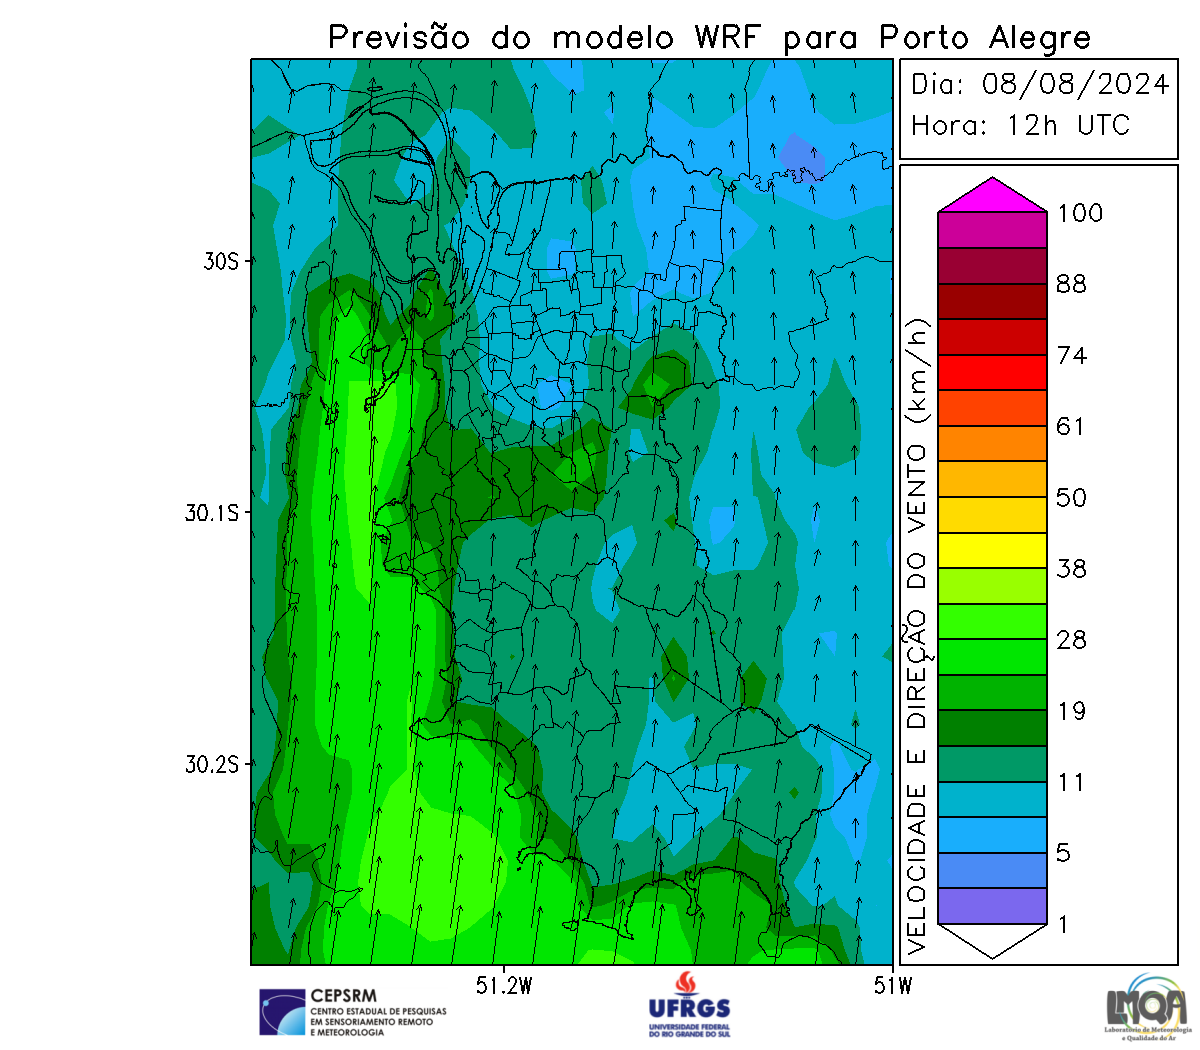 Previsão do modelo WRF para Porto Alegre
Dia: 08/08/2024
Hora: 12h UTC
30S
30.1S
30.2S
51.2W
51W
VELOCIDADE E DIREÇÃO DO VENTO (km/h)
100
88
74
61
50
38
28
19
11
5
1
CEPSRM
CENTRO ESTADUAL DE PESQUISAS
EM SENSORIAMENTO REMOTO
E METEOROLOGIA
UFRGS
UNIVERSIDADE FEDERAL
DO RIO GRANDE DO SUL
LMQA
Laboratório de Meteorologia
e Qualidade do Ar